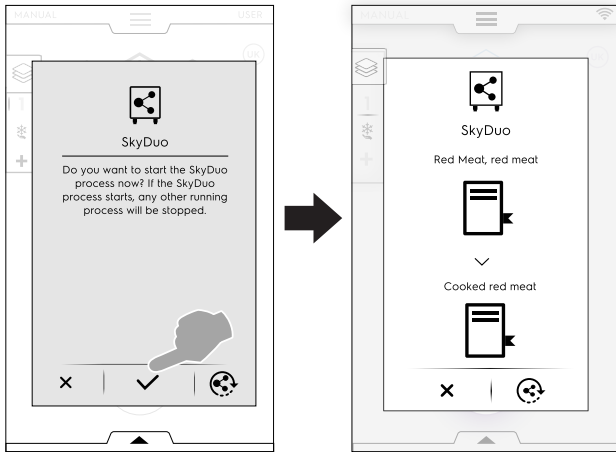 MANUAL
USER
SkyDuo
Do you want to start the SkyDuo
process now? If the SkyDuo
process starts, any other running
process will be stopped.
MANUAL
SkyDuo
Red Meat, red meat
Cooked red meat